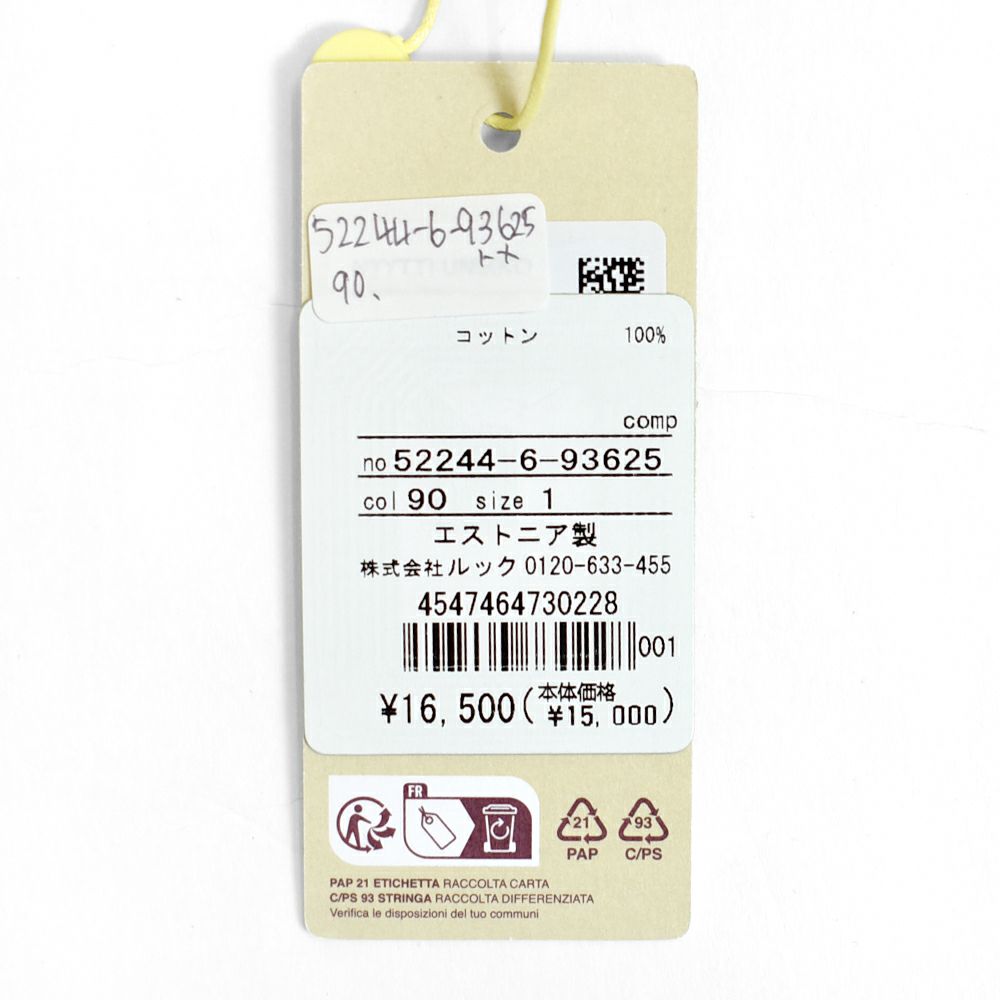 52244-6-93625
トメ
90.
コットン 100%
comp
no 52244-6-93625
col 90 size 1
エストニア製
株式会社ルック 0120-633-455
4547464730228
001
¥16,500(本体価格 ¥15,000)
FR
21 93
PAP C/PS
PAP 21 ETICHETTA RACCOLTA CARTA
C/PS 93 STRINGA RACCOLTA DIFFERENZIATA
Verifica le disposizioni del tuo communi